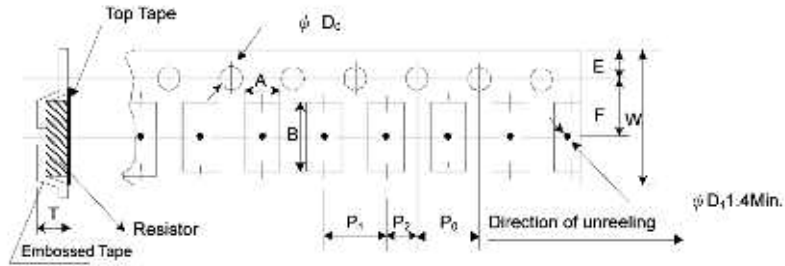 Top Tape
ψ D₀
E
A
F
B
W
T
P₁
P₂
P₀
Direction of unreeling
ψ D₁1.4Min.
Resistor
Embossed Tape